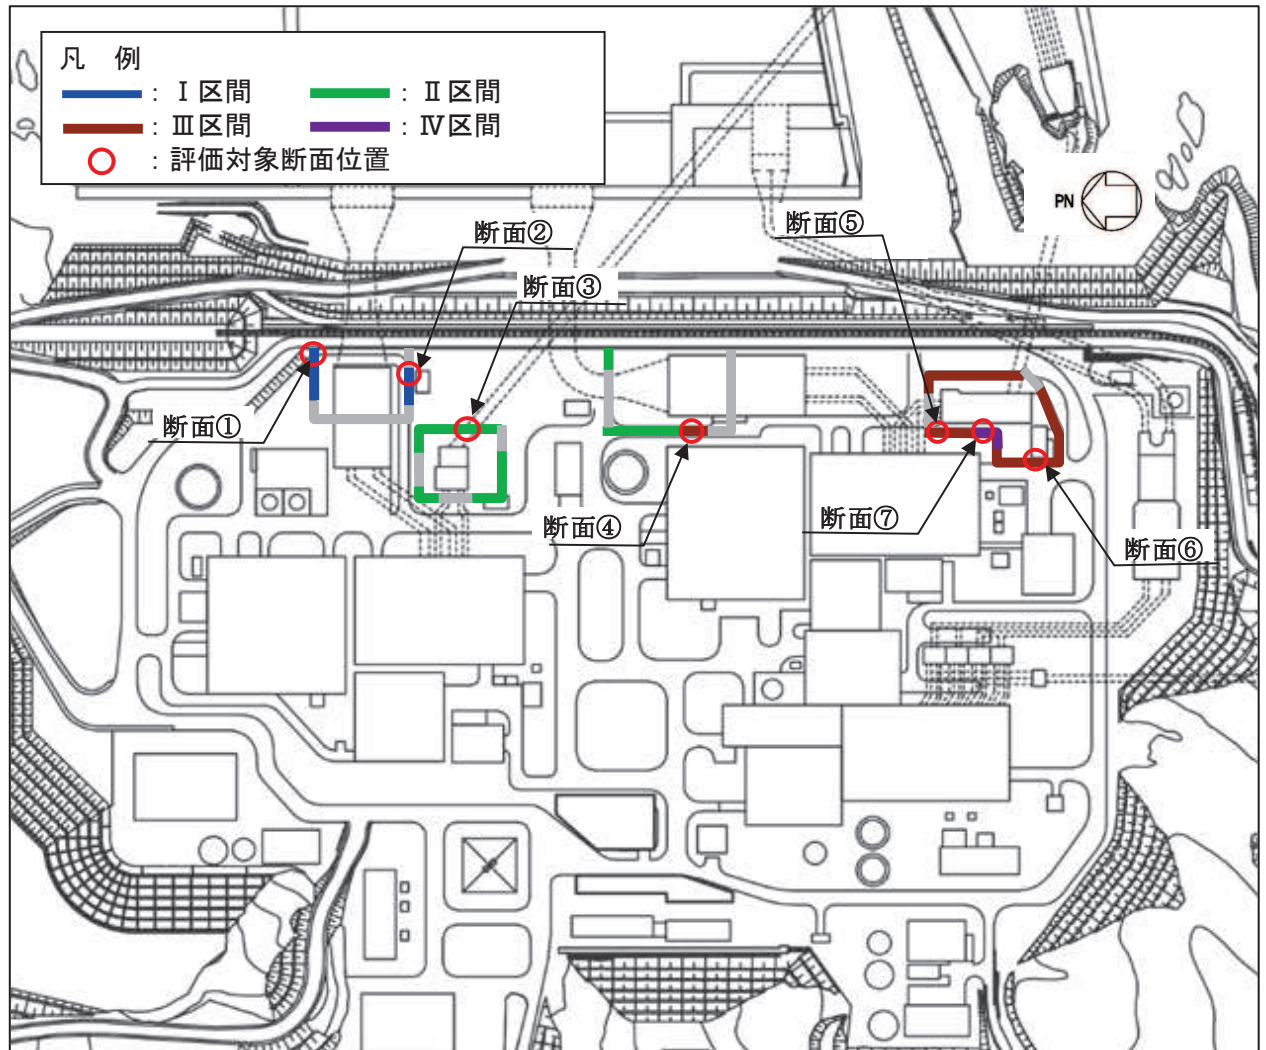 凡 例
: Ⅰ区間
: Ⅱ区間
: Ⅲ区間
: Ⅳ区間
: 評価対象断面位置
PN
断面②
断面⑤
断面③
断面①
断面④
断面⑦
断面⑥